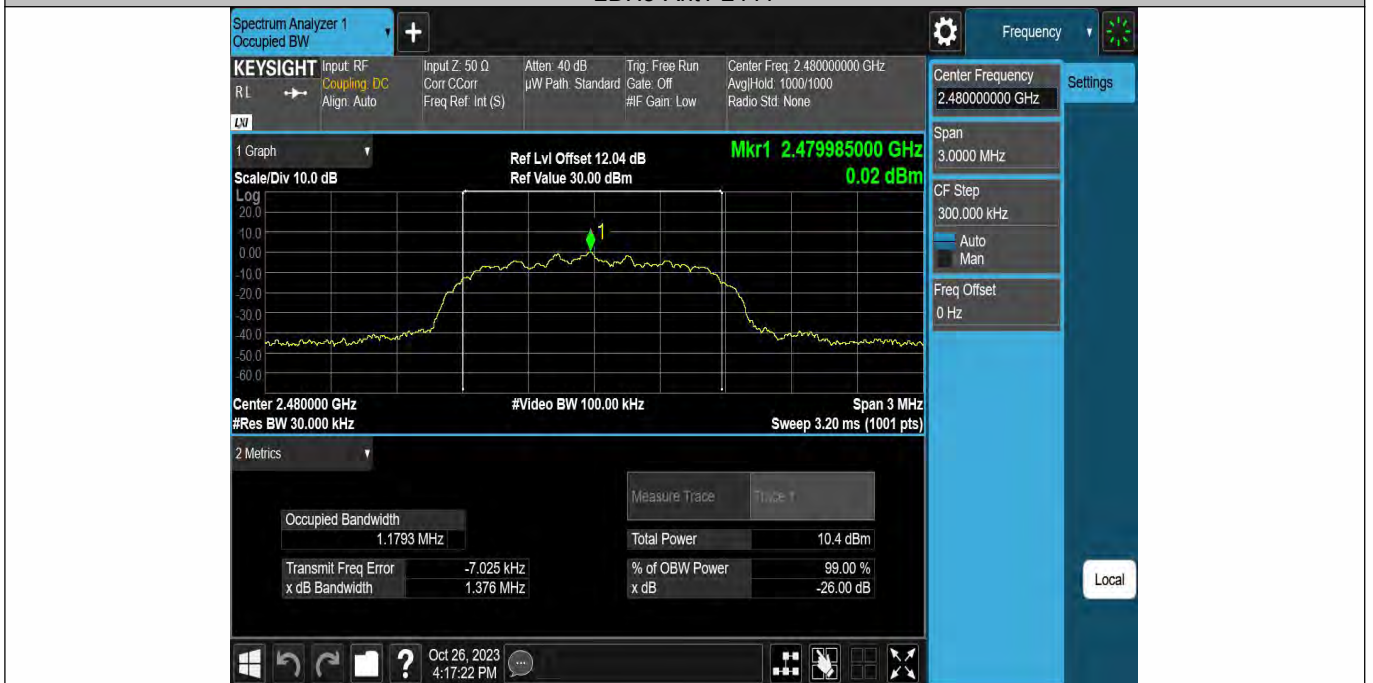 Spectrum Analyzer 1
Occupied BW
+
Frequency
KEYSIGHT
RL
LXI
Input: RF
Coupling: DC
Align: Auto
Input Z: 50 Ω
Corr CCorr
Freq Ref: Int (S)
Atten: 40 dB
µW Path: Standard
Trig: Free Run
Gate: Off
#IF Gain: Low
Center Freq: 2.480000000 GHz
Avg|Hold: 1000/1000
Radio Std: None
Center Frequency
2.480000000 GHz
Settings
Span
3.0000 MHz
CF Step
300.000 kHz
Auto
Man
Freq Offset
0 Hz
Local
1 Graph
Scale/Div 10.0 dB
Ref Lvl Offset 12.04 dB
Ref Value 30.00 dBm
Mkr1 2.479985000 GHz
0.02 dBm
Log
20.0
10.0
0.00
-10.0
-20.0
-30.0
-40.0
-50.0
-60.0
1
Center 2.480000 GHz
#Res BW 30.000 kHz
#Video BW 100.00 kHz
Span 3 MHz
Sweep 3.20 ms (1001 pts)
2 Metrics
Measure Trace
Trace 1
Occupied Bandwidth
1.1793 MHz
Total Power
10.4 dBm
Transmit Freq Error
-7.025 kHz
% of OBW Power
99.00 %
x dB Bandwidth
1.376 MHz
x dB
-26.00 dB
?
Oct 26, 2023
4:17:22 PM